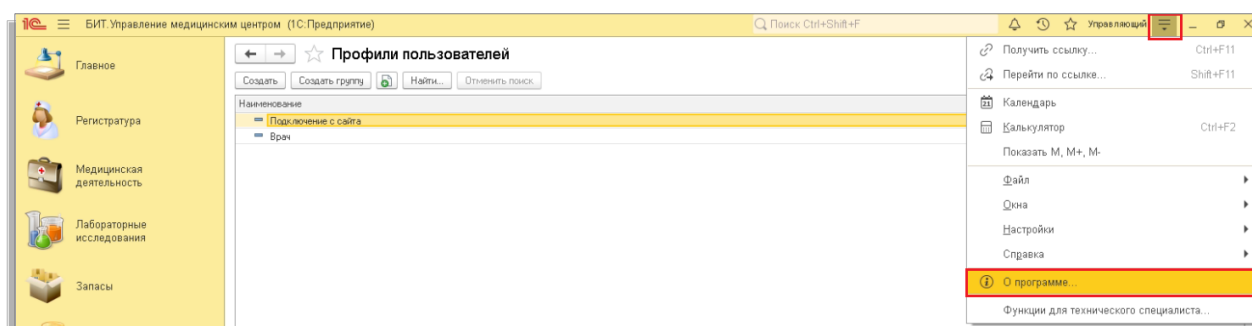 БИТ.Управление медицинским центром (1С:Предприятие)
Поиск Ctrl+Shift+F
Управляющий
Главное
Регистратура
Медицинская
деятельность
Лабораторные
исследования
Запасы
Профили пользователей
Создать Создать группу Найти... Отменить поиск
Наименование
Подключение с сайта
Врач
Получить ссылку... Ctrl+F11
Перейти по ссылке... Shift+F11
Календарь
Калькулятор Ctrl+F2
Показать M, M+, M-
Файл
Окна
Настройки
Справка
О программе...
Функции для технического специалиста...